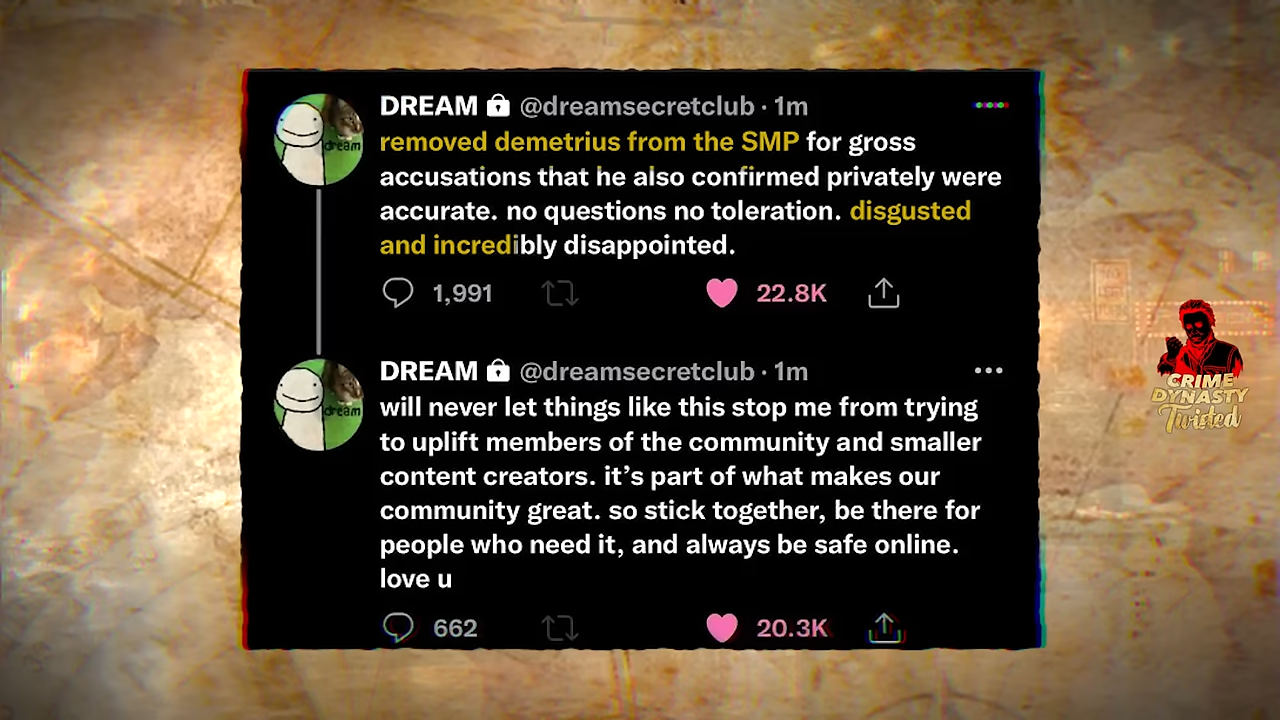 DREAM @dreamsecretclub · 1m
removed demetrius from the SMP for gross
accusations that he also confirmed privately were
accurate. no questions no toleration. disgusted
and incredibly disappointed.
1,991 22.8K
DREAM @dreamsecretclub · 1m
will never let things like this stop me from trying
to uplift members of the community and smaller
content creators. it’s part of what makes our
community great. so stick together, be there for
people who need it, and always be safe online.
love u
662 20.3K
dream
dream
CRIME
DYNASTY
Twisted